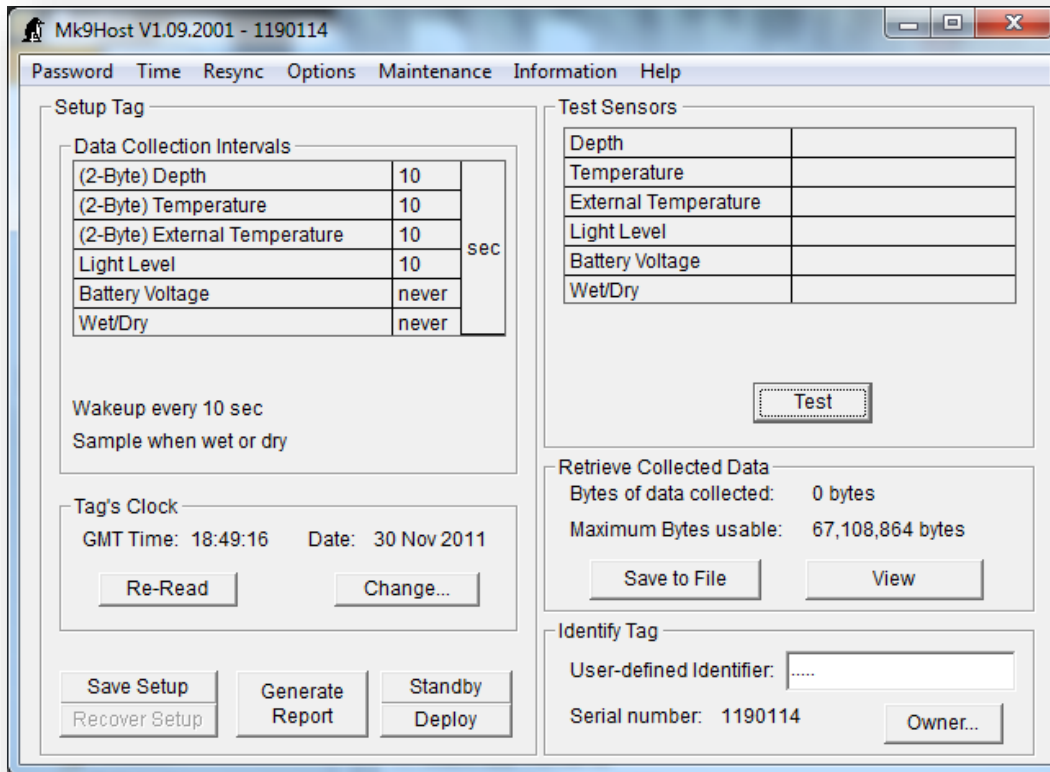 Mk9Host V1.09.2001 - 1190114
Password Time Resync Options Maintenance Information Help
Setup Tag
Data Collection Intervals
(2-Byte) Depth 10
(2-Byte) Temperature 10
(2-Byte) External Temperature 10
sec
Light Level 10
Battery Voltage never
Wet/Dry never
Wakeup every 10 sec
Sample when wet or dry
Tag's Clock
GMT Time: 18:49:16 Date: 30 Nov 2011
Re-Read Change...
Save Setup
Recover Setup
Generate
Report
Standby
Deploy
Test Sensors
Depth
Temperature
External Temperature
Light Level
Battery Voltage
Wet/Dry
Test
Retrieve Collected Data
Bytes of data collected: 0 bytes
Maximum Bytes usable: 67,108,864 bytes
Save to File View
Identify Tag
User-defined Identifier: .....
Serial number: 1190114
Owner...